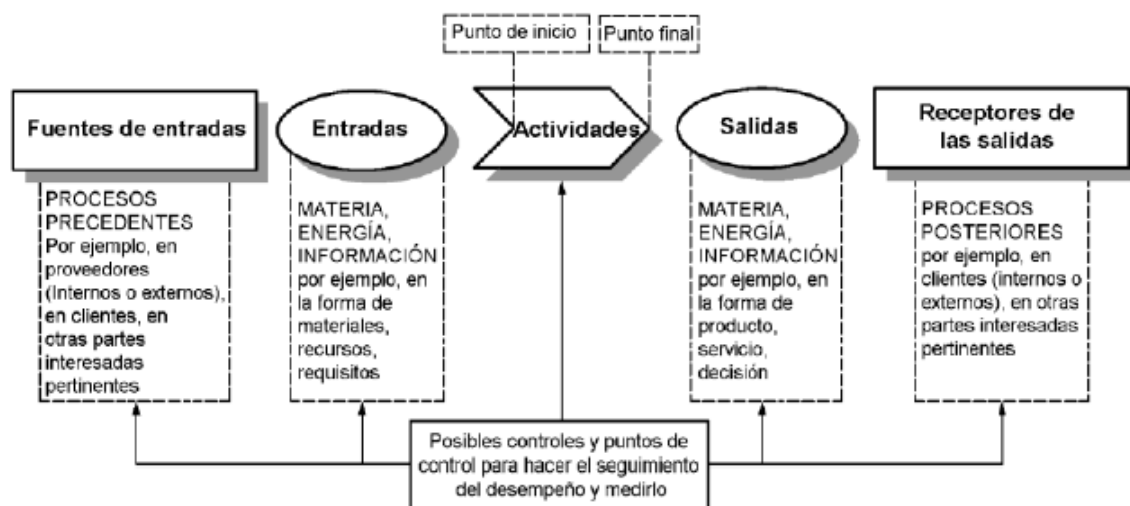 Punto de inicio
Punto final
Fuentes de entradas
Entradas
Actividades
Salidas
Receptores de
las salidas
PROCESOS
PRECEDENTES
Por ejemplo, en
proveedores
(Internos o externos),
en clientes, en
otras partes
interesadas
pertinentes
MATERIA,
ENERGÍA,
INFORMACIÓN
por ejemplo, en
la forma de
materiales,
recursos,
requisitos
MATERIA,
ENERGÍA,
INFORMACIÓN
por ejemplo, en
la forma de
producto,
servicio,
decisión
PROCESOS
POSTERIORES
por ejemplo, en
clientes (internos o
externos), en otras
partes interesadas
pertinentes
Posibles controles y puntos de
control para hacer el seguimiento
del desempeño y medirlo